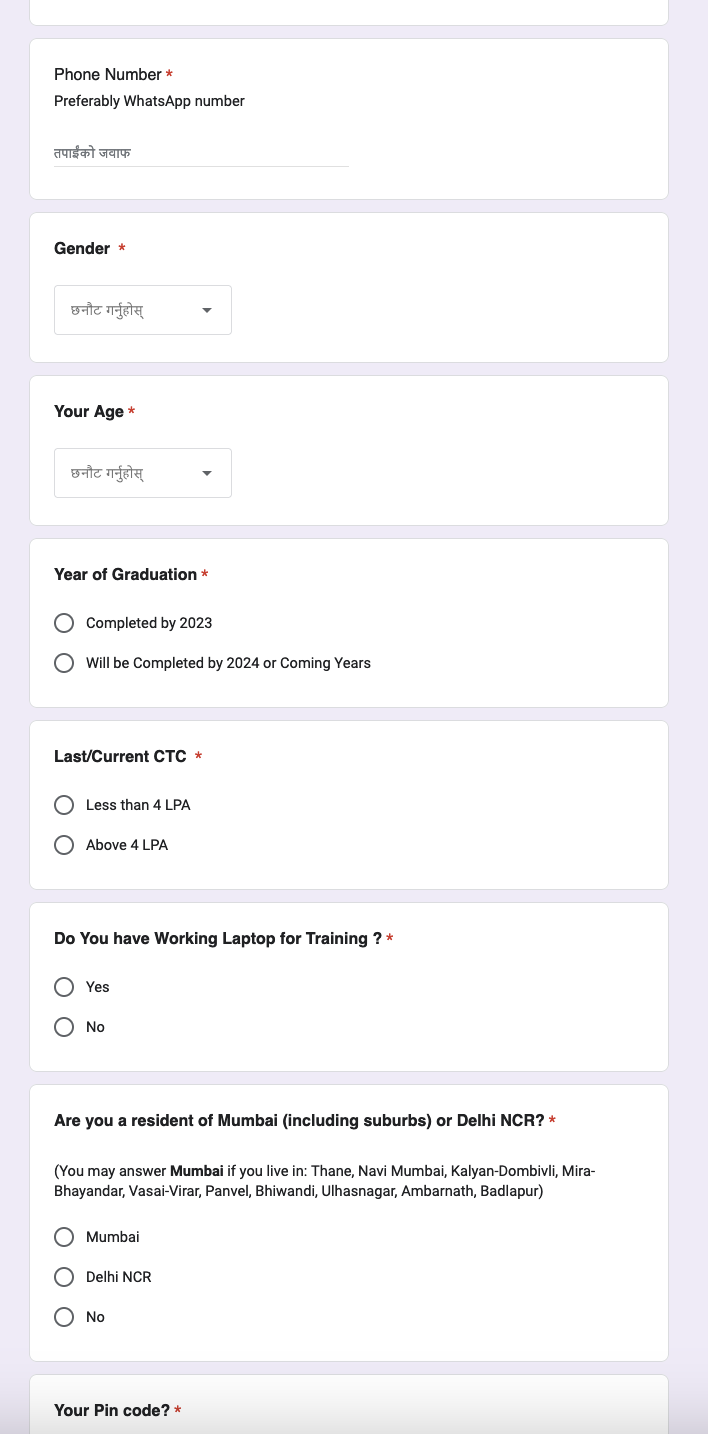 Phone Number *
Preferably WhatsApp number
तपाईंको जवाफ
Gender *
छनौट गर्नुहोस्
Your Age *
छनौट गर्नुहोस्
Year of Graduation *
Completed by 2023
Will be Completed by 2024 or Coming Years
Last/Current CTC *
Less than 4 LPA
Above 4 LPA
Do You have Working Laptop for Training ? *
Yes
No
Are you a resident of Mumbai (including suburbs) or Delhi NCR? *
(You may answer Mumbai if you live in: Thane, Navi Mumbai, Kalyan-Dombivli, Mira-
Bhayandar, Vasai-Virar, Panvel, Bhiwandi, Ulhasnagar, Ambarnath, Badlapur)
Mumbai
Delhi NCR
No
Your Pin code? *